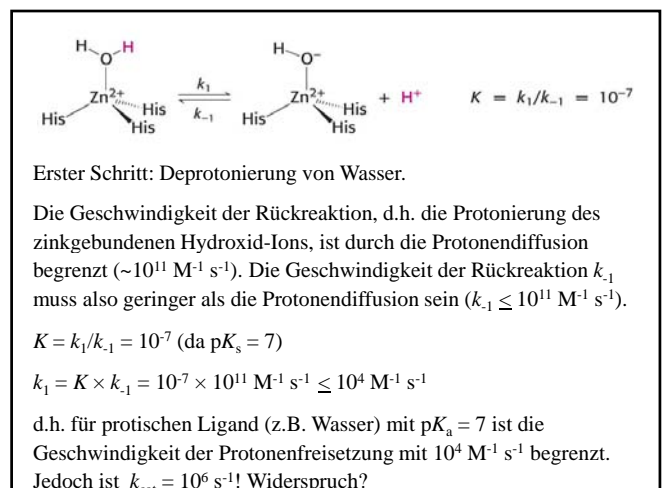 H H H
O O⁻
k₁
Zn²⁺ Zn²⁺ + H⁺ K = k₁/k₋₁ = 10⁻⁷
k₋₁
His His His His
His His
Erster Schritt: Deprotonierung von Wasser.
Die Geschwindigkeit der Rückreaktion, d.h. die Protonierung des
zinkgebundenen Hydroxid-Ions, ist durch die Protonendiffusion
begrenzt (~10¹¹ M⁻¹ s⁻¹). Die Geschwindigkeit der Rückreaktion k₋₁
muss also geringer als die Protonendiffusion sein (k₋₁ ≤ 10¹¹ M⁻¹ s⁻¹).
K = k₁/k₋₁ = 10⁻⁷ (da pKₛ = 7)
k₁ = K × k₋₁ = 10⁻⁷ × 10¹¹ M⁻¹ s⁻¹ ≤ 10⁴ M⁻¹ s⁻¹
d.h. für protischen Ligand (z.B. Wasser) mit pKₐ = 7 ist die
Geschwindigkeit der Protonenfreisetzung mit 10⁴ M⁻¹ s⁻¹ begrenzt.
Jedoch ist = 10⁶ s⁻¹! Widerspruch?